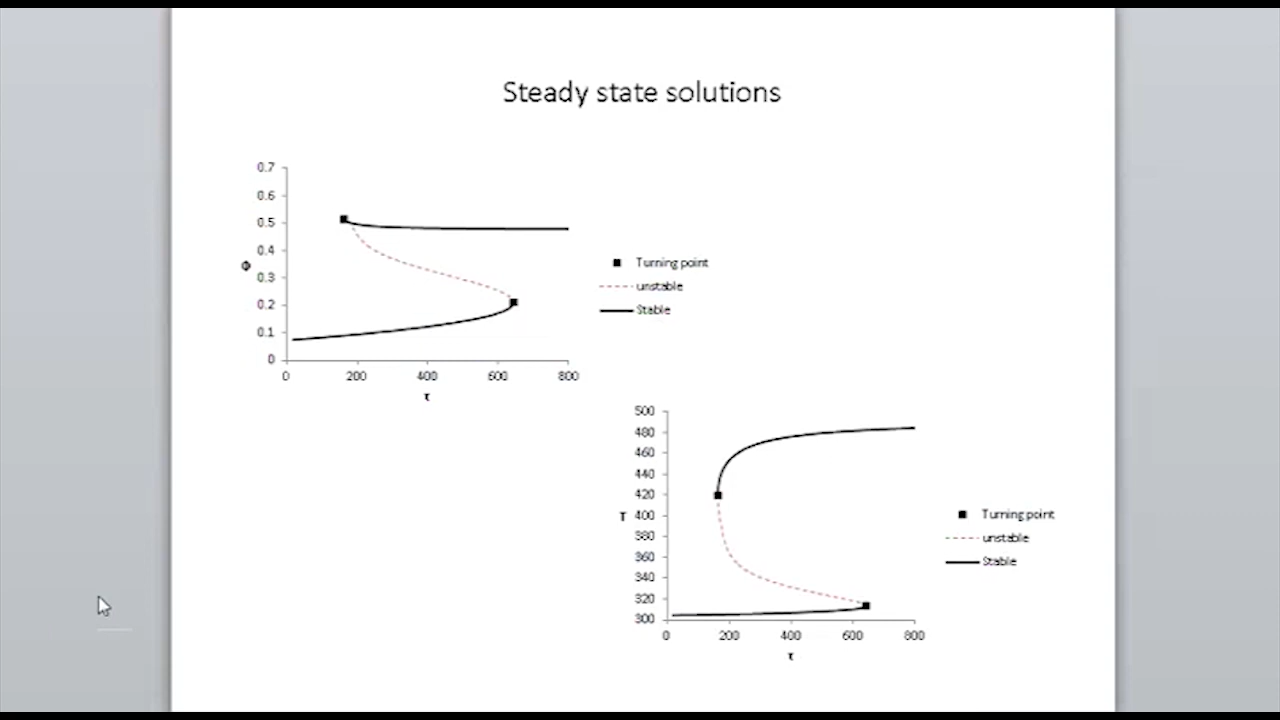 Steady state solutions
0.7
0.6
0.5
0.4
0.3
0.2
0.1
0
Φ
0 200 400 600 800
τ
Turning point
unstable
Stable
500
480
460
440
420
400
380
360
340
320
300
T
0 200 400 600 800
τ
Turning point
unstable
Stable